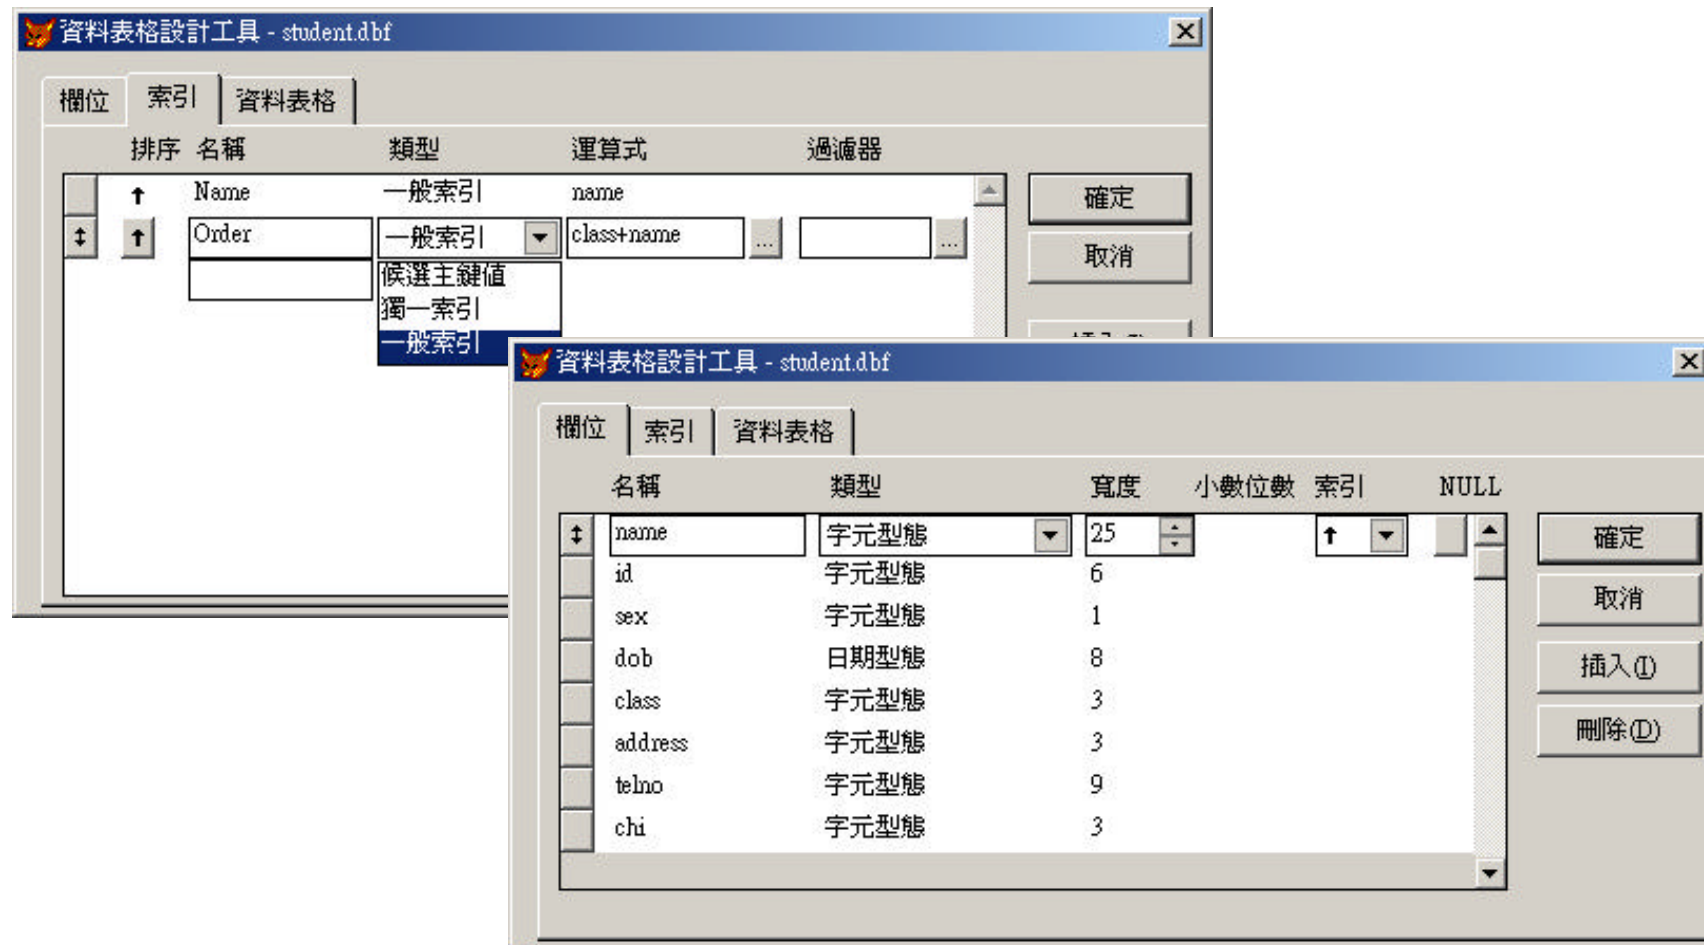 資料表格設計工具 - student.dbf
欄位 索引 資料表格
排序 名稱 類型 運算式 過濾器
Name 一般索引 name
Order 一般索引 class+name ... ...
候選主鍵值
獨一索引
一般索引
確定
取消
資料表格設計工具 - student.dbf
欄位 索引 資料表格
名稱 類型 寬度 小數位數 索引 NULL
name 字元型態 25
id 字元型態 6
sex 字元型態 1
dob 日期型態 8
class 字元型態 3
address 字元型態 3
telno 字元型態 9
chi 字元型態 3
確定
取消
插入(I)
刪除(D)